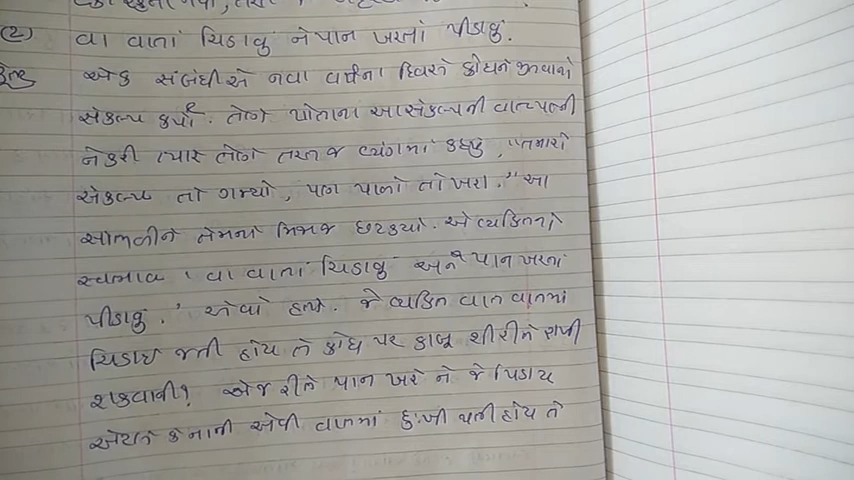 (૨) વા વાતાં ચિડાવું ને પાન ખરતાં પીડાવું.
એક સંબંધીએ નવા વર્ષના દિવસે ક્રોધને જીતવાનો
સંકલ્પ કર્યો. તેણે પોતાના આ સંકલ્પની વાત પત્ની
ને કરી ત્યારે તેણે તરત જ વ્યંગમાં કહ્યું, "તમારો
સંકલ્પ તો ગમ્યો, પણ પાળો તો ખરા." આ
સાંભળીને તેમનો મિજાજ છટક્યો. એ વ્યકિતનો
સ્વભાવ 'વા વાતાં ચિડાવું અને પાન ખરતાં
પીડાવું.' એવો હતો. જે વ્યકિત વાત વાતમાં
ચિડાઈ જતી હોય તે ક્રોધ પર કાબૂ શી રીતે રાખી
શકવાની? એજ રીતે પાન ખરે ને જે પિડાય
એટલે કે નાની એવી વાતમાં દુઃખી થતી હોય તે